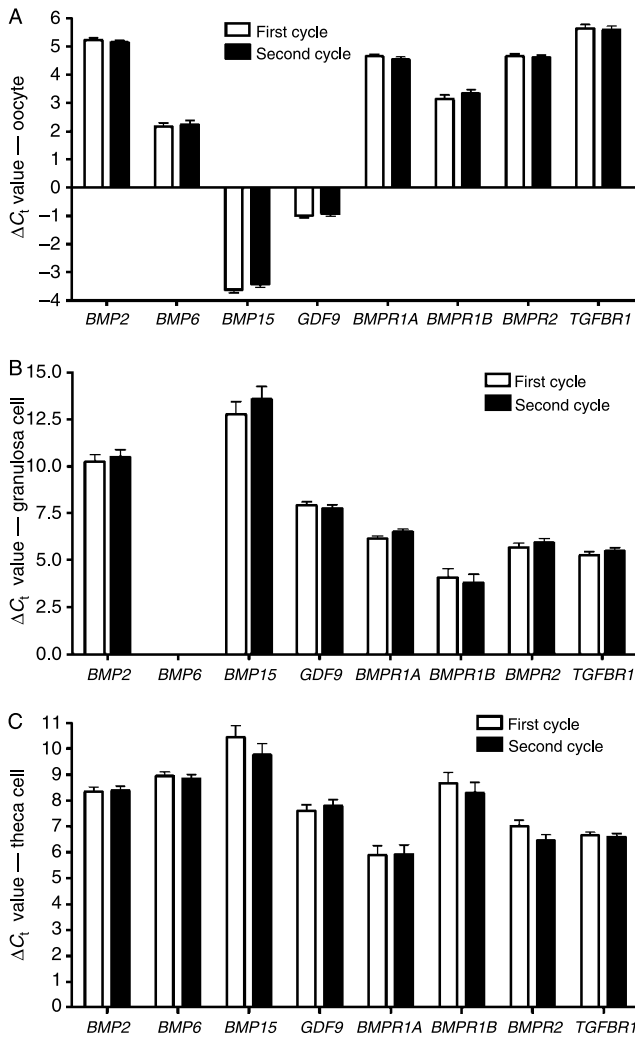 A
ΔCt value — oocyte
6
5
4
3
2
1
0
−1
−2
−3
−4
First cycle
Second cycle
BMP2 BMP6 BMP15 GDF9 BMPR1A BMPR1B BMPR2 TGFBR1
B
ΔCt value — granulosa cell
15.0
12.5
10.0
7.5
5.0
2.5
0.0
First cycle
Second cycle
BMP2 BMP6 BMP15 GDF9 BMPR1A BMPR1B BMPR2 TGFBR1
C
ΔCt value — theca cell
11
10
9
8
7
6
5
4
3
2
1
0
First cycle
Second cycle
BMP2 BMP6 BMP15 GDF9 BMPR1A BMPR1B BMPR2 TGFBR1